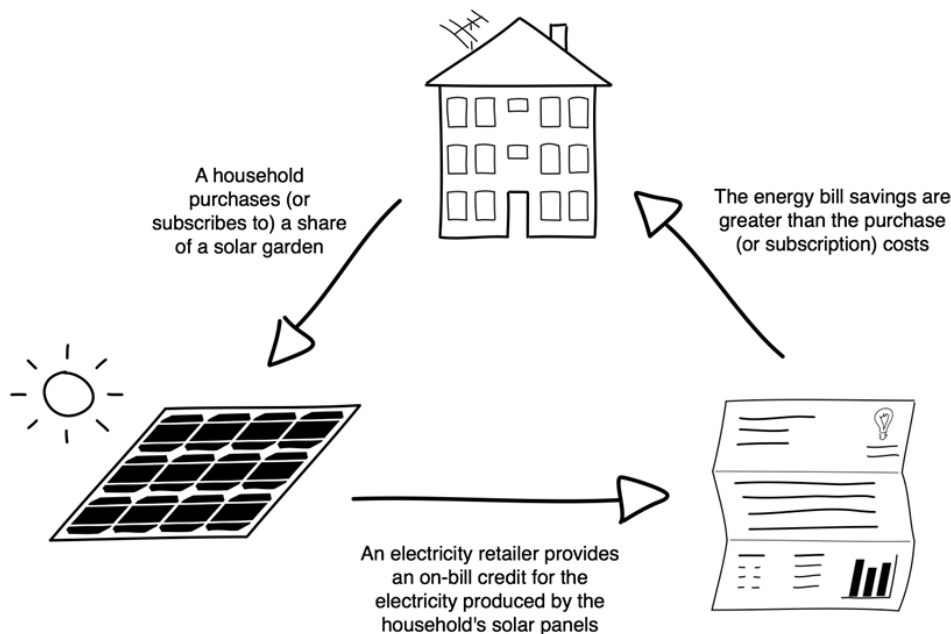 A household
purchases (or
subscribes to) a share
of a solar garden
The energy bill savings are
greater than the purchase
(or subscription) costs
An electricity retailer provides
an on-bill credit for the
electricity produced by the
household's solar panels